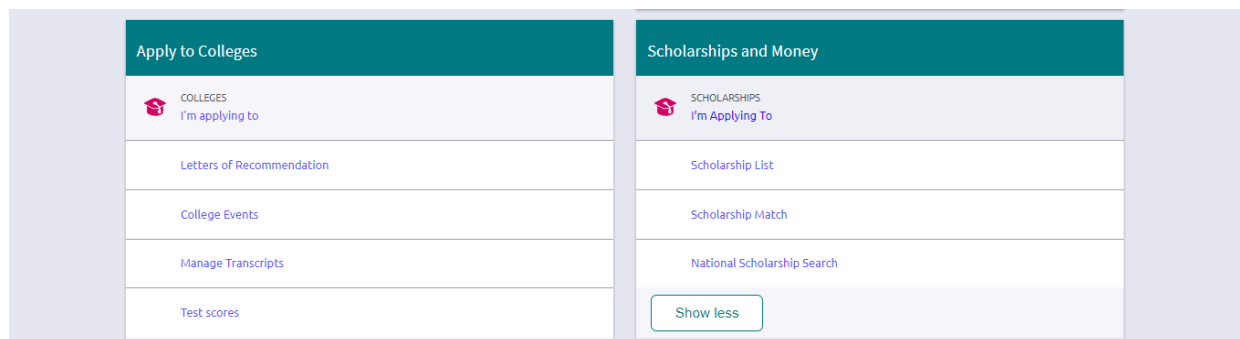 Apply to Colleges
COLLEGES
I'm applying to
Letters of Recommendation
College Events
Manage Transcripts
Test scores
Scholarships and Money
SCHOLARSHIPS
I'm Applying To
Scholarship List
Scholarship Match
National Scholarship Search
Show less